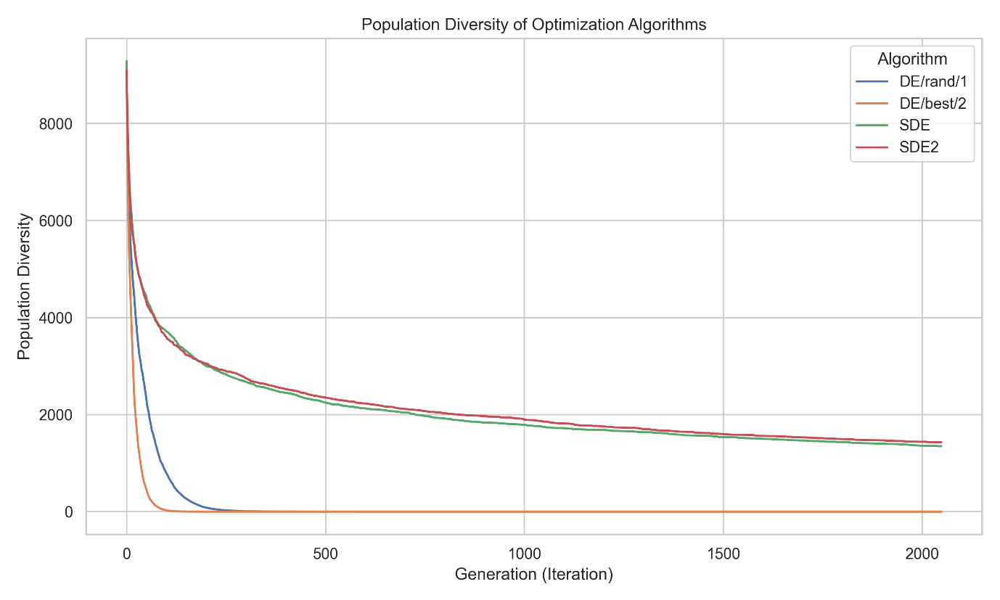 Population Diversity of Optimization Algorithms
Algorithm
DE/rand/1
DE/best/2
SDE
SDE2
Population Diversity
8000
6000
4000
2000
0
0
500
1000
1500
2000
Generation (Iteration)